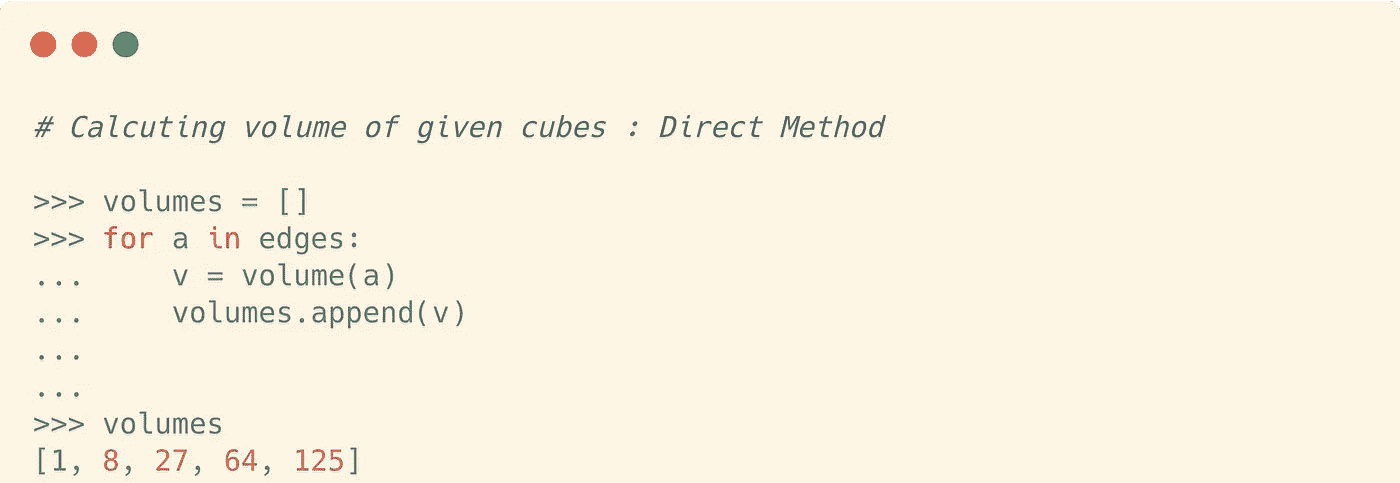 # Calcuting volume of given cubes : Direct Method
>>> volumes = []
>>> for a in edges:
...     v = volume(a)
...     volumes.append(v)
...
...
>>> volumes
[1, 8, 27, 64, 125]